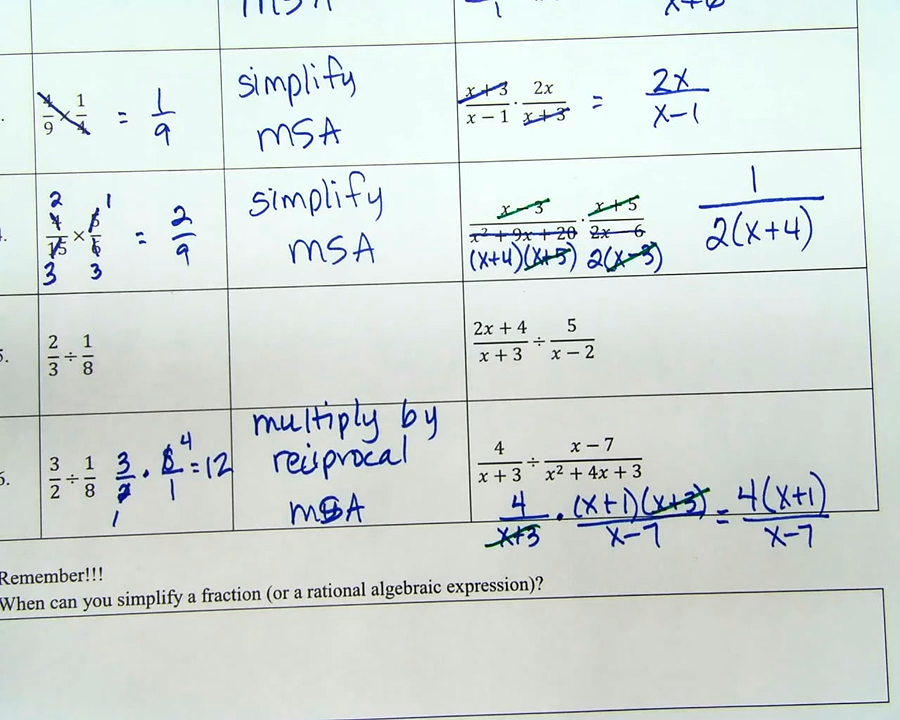 MSA
1
x+6
4/9 × 1/4 = 1/9
simplify
MSA
(x + 3)/(x − 1) · 2x/(x + 3) = 2x/(x−1)
2 1
4/15 × 5/6 = 2/9
3 3
simplify
MSA
(x − 3)/(x² + 9x + 20) · (x + 5)/(2x − 6)
(x+4)(x+5) 2(x−3)
1/(2(x+4))
5.
2/3 ÷ 1/8
(2x + 4)/(x + 3) ÷ 5/(x − 2)
6.
3/2 ÷ 1/8 3/2 · 8/1 = 12
4
1
multiply by
reciprocal
MSA
4/(x + 3) ÷ (x − 7)/(x² + 4x + 3)
4/(x+3) · (x+1)(x+3)/(x−7) = 4(x+1)/(x−7)
Remember!!!
When can you simplify a fraction (or a rational algebraic expression)?